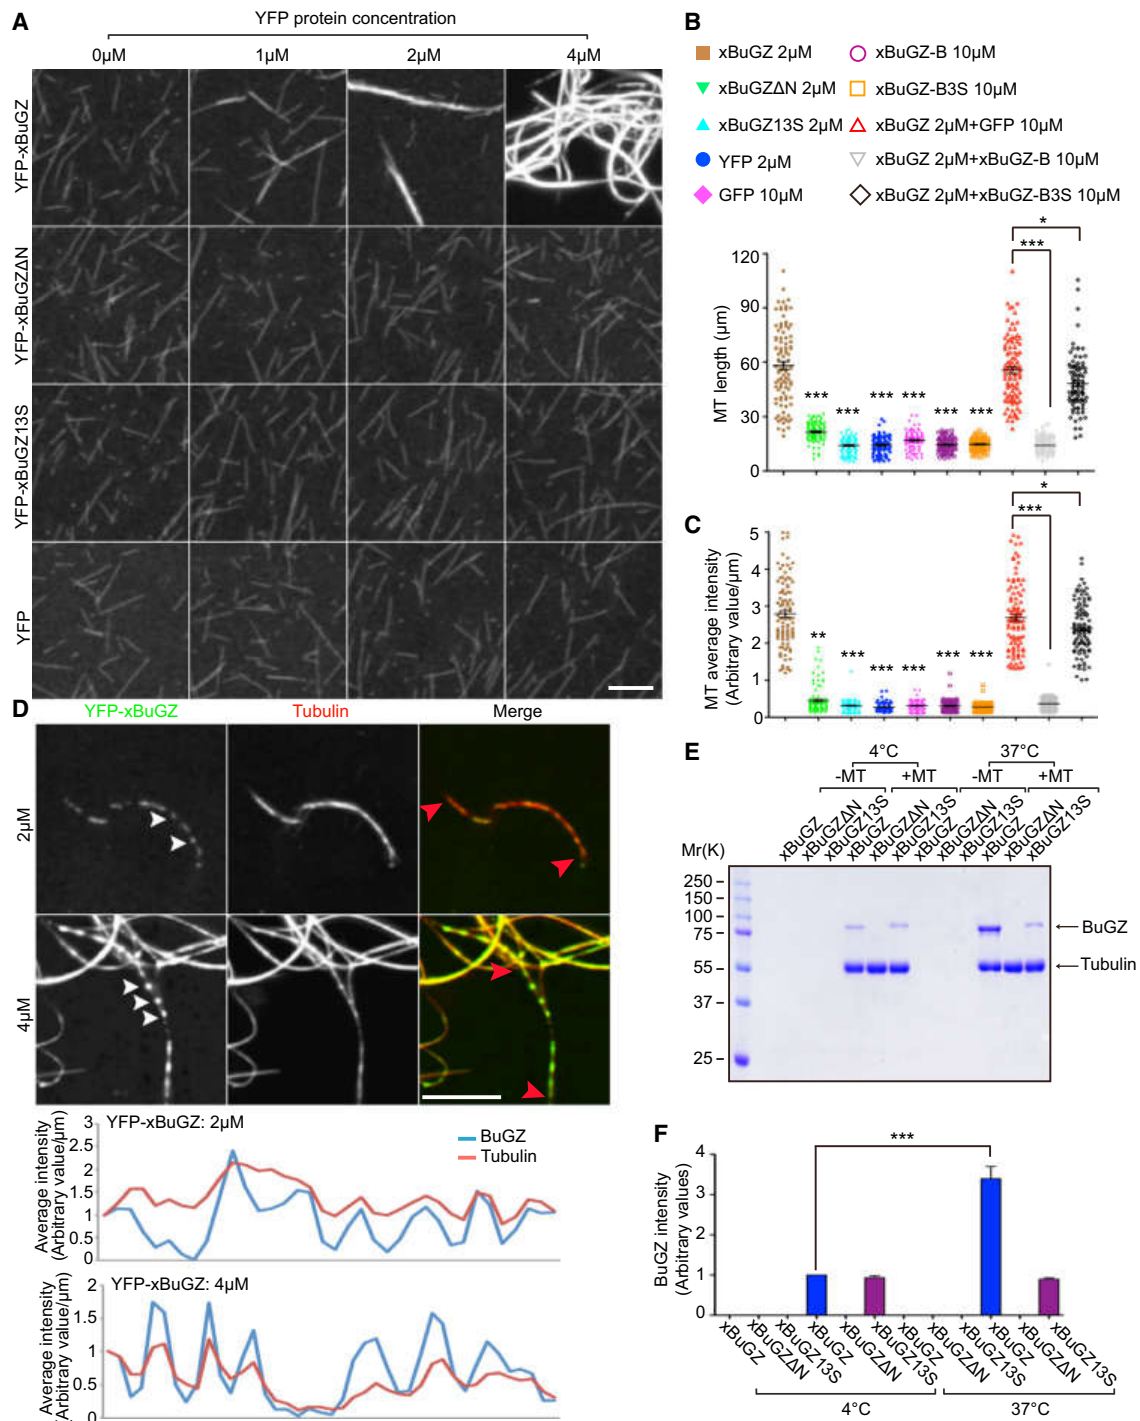 A
YFP protein concentration
0µM 1µM 2µM 4µM
YFP-xBuGZ
YFP-xBuGZΔN
YFP-xBuGZ13S
YFP
B
xBuGZ 2µM
xBuGZΔN 2µM
xBuGZ13S 2µM
YFP 2µM
GFP 10µM
xBuGZ-B 10µM
xBuGZ-B3S 10µM
xBuGZ 2µM+GFP 10µM
xBuGZ 2µM+xBuGZ-B 10µM
xBuGZ 2µM+xBuGZ-B3S 10µM
MT length (µm)
120
90
60
30
0
*** *** *** *** *** ***
*
***
C
MT average intensity
(Arbitrary value/µm)
5
4
3
2
1
0
** *** *** *** *** ***
*
***
D
YFP-xBuGZ Tubulin Merge
2µM
4µM
YFP-xBuGZ: 2µM
BuGZ
Tubulin
Average intensity
(Arbitrary value/µm)
3
2.5
2
1.5
1
0.5
0
YFP-xBuGZ: 4µM
Average intensity
(Arbitrary value/µm)
2
1.5
1
0.5
0
E
4°C 37°C
-MT +MT -MT +MT
xBuGZ xBuGZΔN xBuGZ13S xBuGZ xBuGZΔN xBuGZ13S xBuGZ xBuGZΔN xBuGZ13S xBuGZ xBuGZΔN xBuGZ13S
Mr(K)
250
150
100
75
55
37
25
BuGZ
Tubulin
F
BuGZ intensity
(Arbitrary values)
4
3
2
1
0
***
xBuGZ xBuGZΔN xBuGZ13S xBuGZ xBuGZΔN xBuGZ13S xBuGZ xBuGZΔN xBuGZ13S xBuGZ xBuGZΔN xBuGZ13S
4°C 37°C